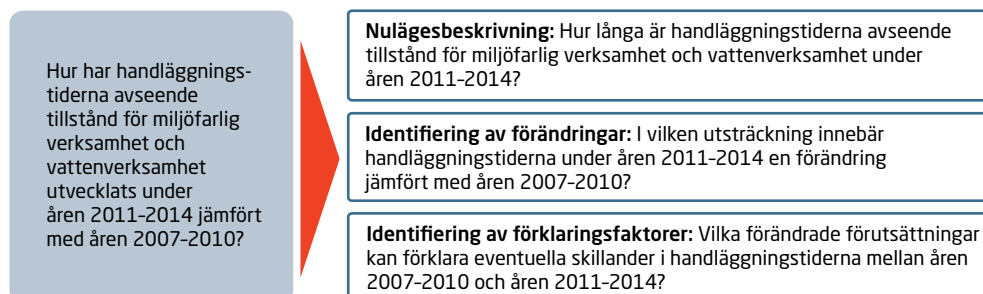 Hur har handläggnings-
tiderna avseende
tillstånd för miljöfarlig
verksamhet och
vattenverksamhet
utvecklats under
åren 2011–2014 jämfört
med åren 2007–2010?
Nulägesbeskrivning: Hur långa är handläggningstiderna avseende
tillstånd för miljöfarlig verksamhet och vattenverksamhet under
åren 2011–2014?
Identifiering av förändringar: I vilken utsträckning innebär
handläggningstiderna under åren 2011–2014 en förändring
jämfört med åren 2007–2010?
Identifiering av förklaringsfaktorer: Vilka förändrade förutsättningar
kan förklara eventuella skillander i handläggningstiderna mellan åren
2007–2010 och åren 2011–2014?